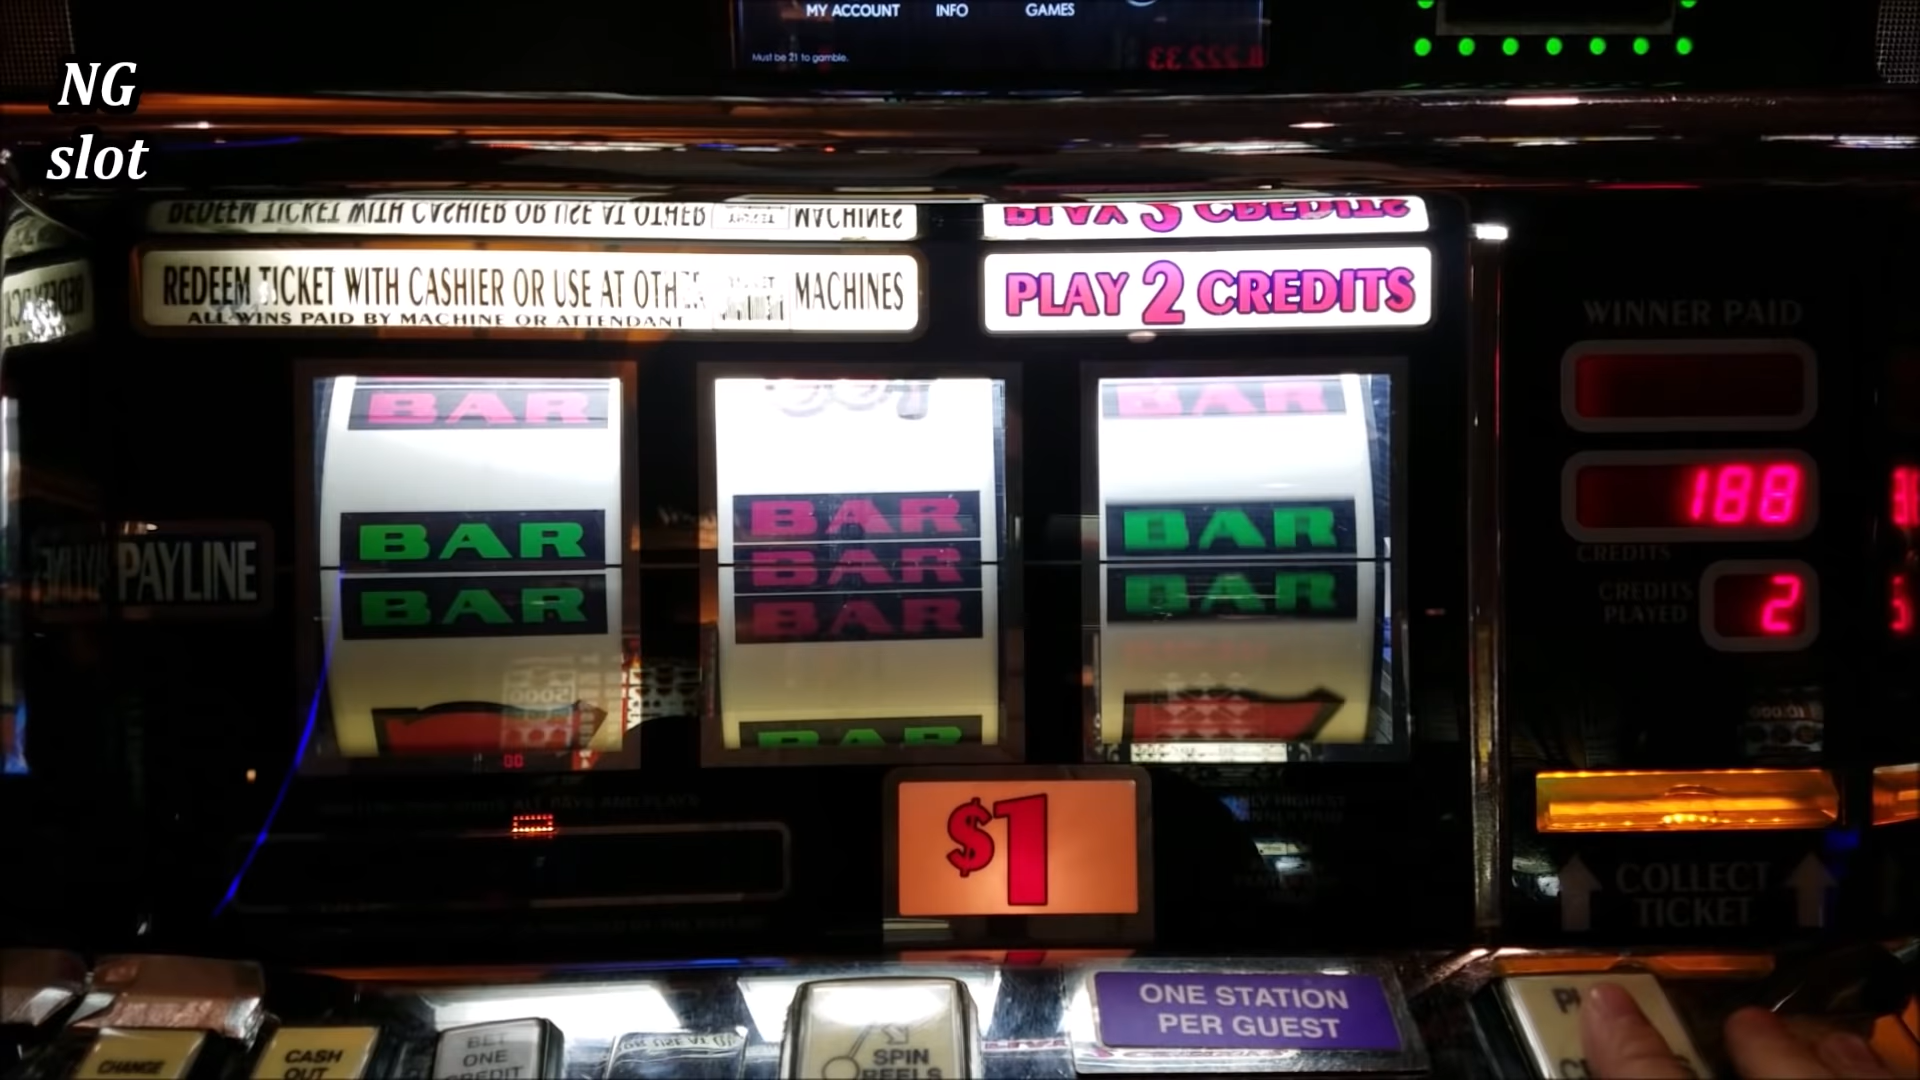 MY ACCOUNT INFO GAMES
Must be 21 to gamble.
NG
slot
REDEEM TICKET WITH CASHIER OR USE AT OTHER MACHINES
ALL WINS PAID BY MACHINE OR ATTENDANT
PLAY 2 CREDITS
WINNER PAID
BAR BAR
188
CREDITS
BAR BAR BAR
PAYLINE BAR
BAR BAR BAR
CREDITS
PLAYED
2
BAR
$1
COLLECT
TICKET
ONE STATION
PER GUEST
CHANGE
CASH
OUT
BET
ONE
CREDIT
SPIN
REELS